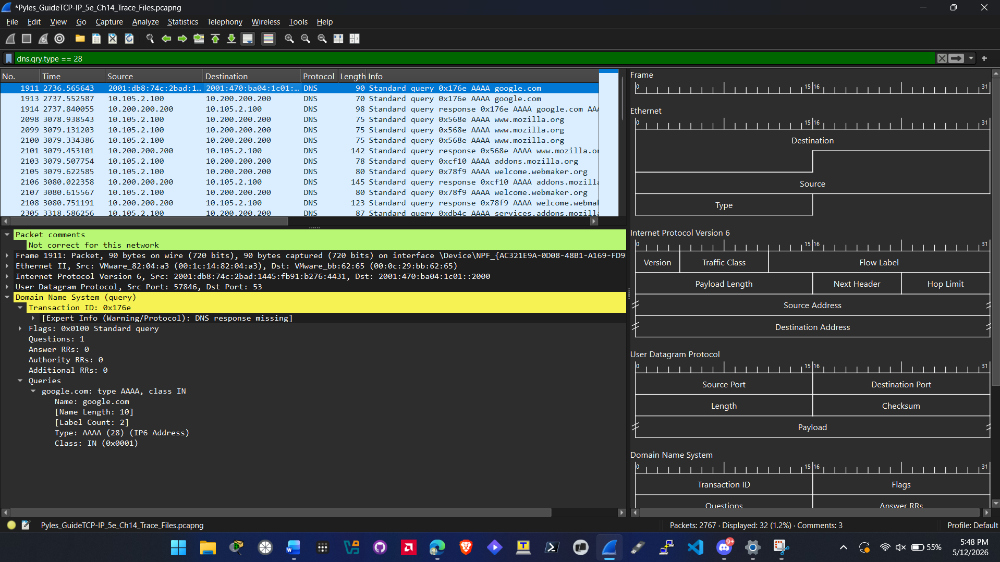 *Pyles_GuideTCP-IP_5e_Ch14_Trace_Files.pcapng
File Edit View Go Capture Analyze Statistics Telephony Wireless Tools Help
dns.qry.type == 28
No. Time Source Destination Protocol Length Info
1911 2736.565643 2001:db8:74c:2bad:1… 2001:470:ba04:1c01:… DNS 90 Standard query 0x176e AAAA google.com
1913 2737.552587 10.105.2.100 10.200.200.200 DNS 70 Standard query 0x176e AAAA google.com
1914 2737.840055 10.200.200.200 10.105.2.100 DNS 98 Standard query response 0x176e AAAA google.com AAA
2098 3078.938543 10.105.2.100 10.200.200.200 DNS 75 Standard query 0x568e AAAA www.mozilla.org
2099 3079.131203 10.105.2.100 10.200.200.200 DNS 75 Standard query 0x568e AAAA www.mozilla.org
2100 3079.334386 10.105.2.100 10.200.200.200 DNS 75 Standard query 0x568e AAAA www.mozilla.org
2101 3079.453101 10.200.200.200 10.105.2.100 DNS 142 Standard query response 0x568e AAAA www.mozilla.or
2103 3079.507754 10.105.2.100 10.200.200.200 DNS 78 Standard query 0xcf10 AAAA addons.mozilla.org
2105 3079.622585 10.105.2.100 10.200.200.200 DNS 80 Standard query 0x78f9 AAAA welcome.webmaker.org
2106 3080.022358 10.200.200.200 10.105.2.100 DNS 145 Standard query response 0xcf10 AAAA addons.mozilla
2107 3080.615567 10.105.2.100 10.200.200.200 DNS 80 Standard query 0x78f9 AAAA welcome.webmaker.org
2108 3080.751191 10.200.200.200 10.105.2.100 DNS 123 Standard query response 0x78f9 AAAA welcome.webmak
2305 3318.586256 10.105.2.100 10.200.200.200 DNS 87 Standard query 0xdb4c AAAA services.addons.mozill
Packet comments
Not correct for this network
Frame 1911: Packet, 90 bytes on wire (720 bits), 90 bytes captured (720 bits) on interface \Device\NPF_{AC321E9A-0D08-48B1-A169-FD9
Ethernet II, Src: VMware_82:04:a3 (00:1c:14:82:04:a3), Dst: VMware_bb:62:65 (00:0c:29:bb:62:65)
Internet Protocol Version 6, Src: 2001:db8:74c:2bad:1445:fb91:b276:4431, Dst: 2001:470:ba04:1c01::2000
User Datagram Protocol, Src Port: 57846, Dst Port: 53
Domain Name System (query)
Transaction ID: 0x176e
[Expert Info (Warning/Protocol): DNS response missing]
Flags: 0x0100 Standard query
Questions: 1
Answer RRs: 0
Authority RRs: 0
Additional RRs: 0
Queries
google.com: type AAAA, class IN
Name: google.com
[Name Length: 10]
[Label Count: 2]
Type: AAAA (28) (IP6 Address)
Class: IN (0x0001)
Frame
0 15 16 31
Ethernet
0 15 16 31
Destination
Source
Type
Internet Protocol Version 6
0 15 16 31
Version Traffic Class Flow Label
Payload Length Next Header Hop Limit
Source Address
Destination Address
User Datagram Protocol
0 15 16 31
Source Port Destination Port
Length Checksum
Payload
Domain Name System
0 15 16 31
Transaction ID Flags
Questions Answer RRs
Pyles_GuideTCP-IP_5e_Ch14_Trace_Files.pcapng
Packets: 2767 · Displayed: 32 (1.2%) · Comments: 3
Profile: Default
9+
55%
5:48 PM
5/12/2026